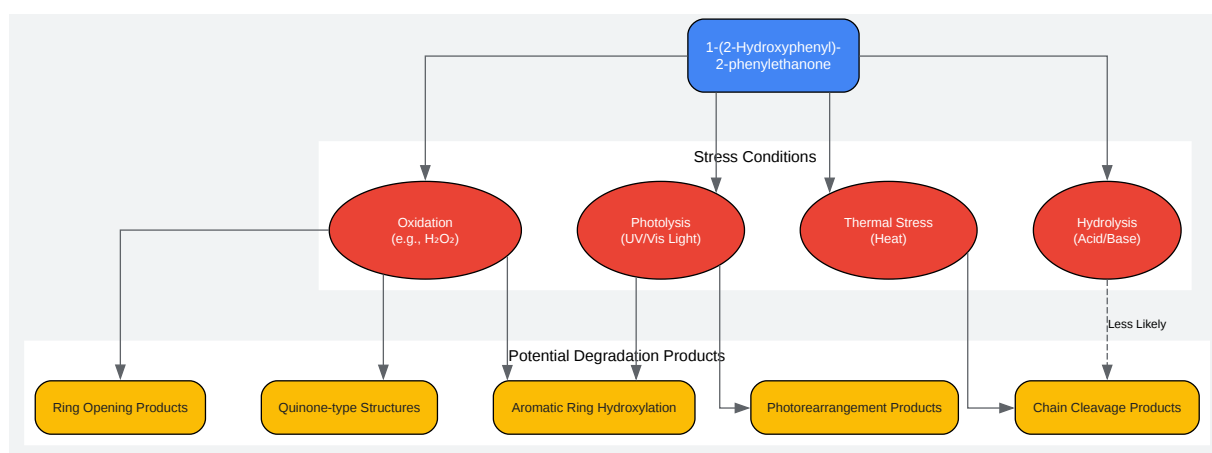 1-(2-Hydroxyphenyl)-
2-phenylethanone
Stress Conditions
Oxidation
(e.g., H₂O₂)
Photolysis
(UV/Vis Light)
Thermal Stress
(Heat)
Hydrolysis
(Acid/Base)
Less Likely
Potential Degradation Products
Ring Opening Products
Quinone-type Structures
Aromatic Ring Hydroxylation
Photorearrangement Products
Chain Cleavage Products